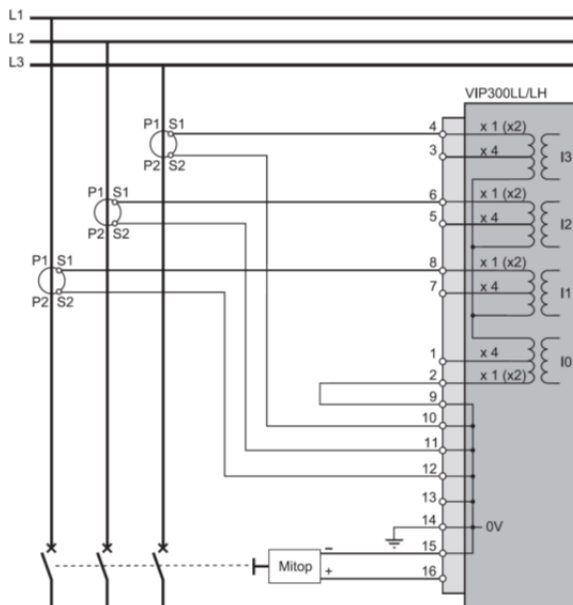 L1
L2
L3
VIP300LL/LH
P1 S1 4 x 1 (x2)
P2 S2 3 x 4 I3
P1 S1 6 x 1 (x2)
P2 S2 5 x 4 I2
P1 S1 8 x 1 (x2)
P2 S2 7 x 4 I1
1 x 4 I0
2 x 1 (x2)
9
10
11
12
13
14 0V
Mitop − 15
+ 16